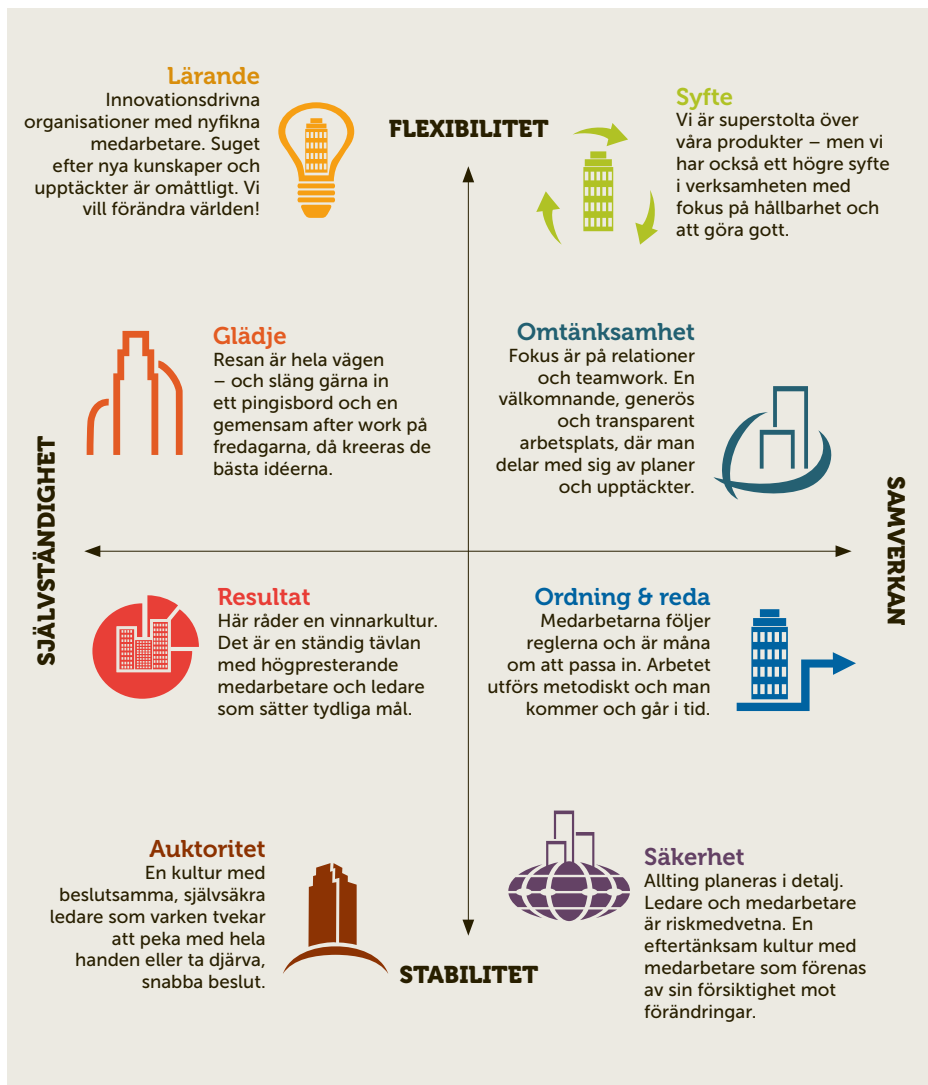 Lärande
Innovationsdrivna
organisationer med nyfikna
medarbetare. Suget
efter nya kunskaper och
upptäckter är omåttligt. Vi
vill förändra världen!
FLEXIBILITET
Syfte
Vi är superstolta över
våra produkter – men vi
har också ett högre syfte
i verksamheten med
fokus på hållbarhet och
att göra gott.
Glädje
Resan är hela vägen
– och släng gärna in
ett pingisbord och en
gemensam after work på
fredagarna, då kreeras de
bästa idéerna.
Omtänksamhet
Fokus är på relationer
och teamwork. En
välkomnande, generös
och transparent
arbetsplats, där man
delar med sig av planer
och upptäckter.
SJÄLVSTÄNDIGHET
SAMVERKAN
Resultat
Här råder en vinnarkultur.
Det är en ständig tävlan
med högpresterande
medarbetare och ledare
som sätter tydliga mål.
Ordning & reda
Medarbetarna följer
reglerna och är måna
om att passa in. Arbetet
utförs metodiskt och man
kommer och går i tid.
Auktoritet
En kultur med
beslutsamma, självsäkra
ledare som varken tvekar
att peka med hela
handen eller ta djärva,
snabba beslut.
STABILITET
Säkerhet
Allting planeras i detalj.
Ledare och medarbetare
är riskmedvetna. En
eftertänksam kultur med
medarbetare som förenas
av sin försiktighet mot
förändringar.